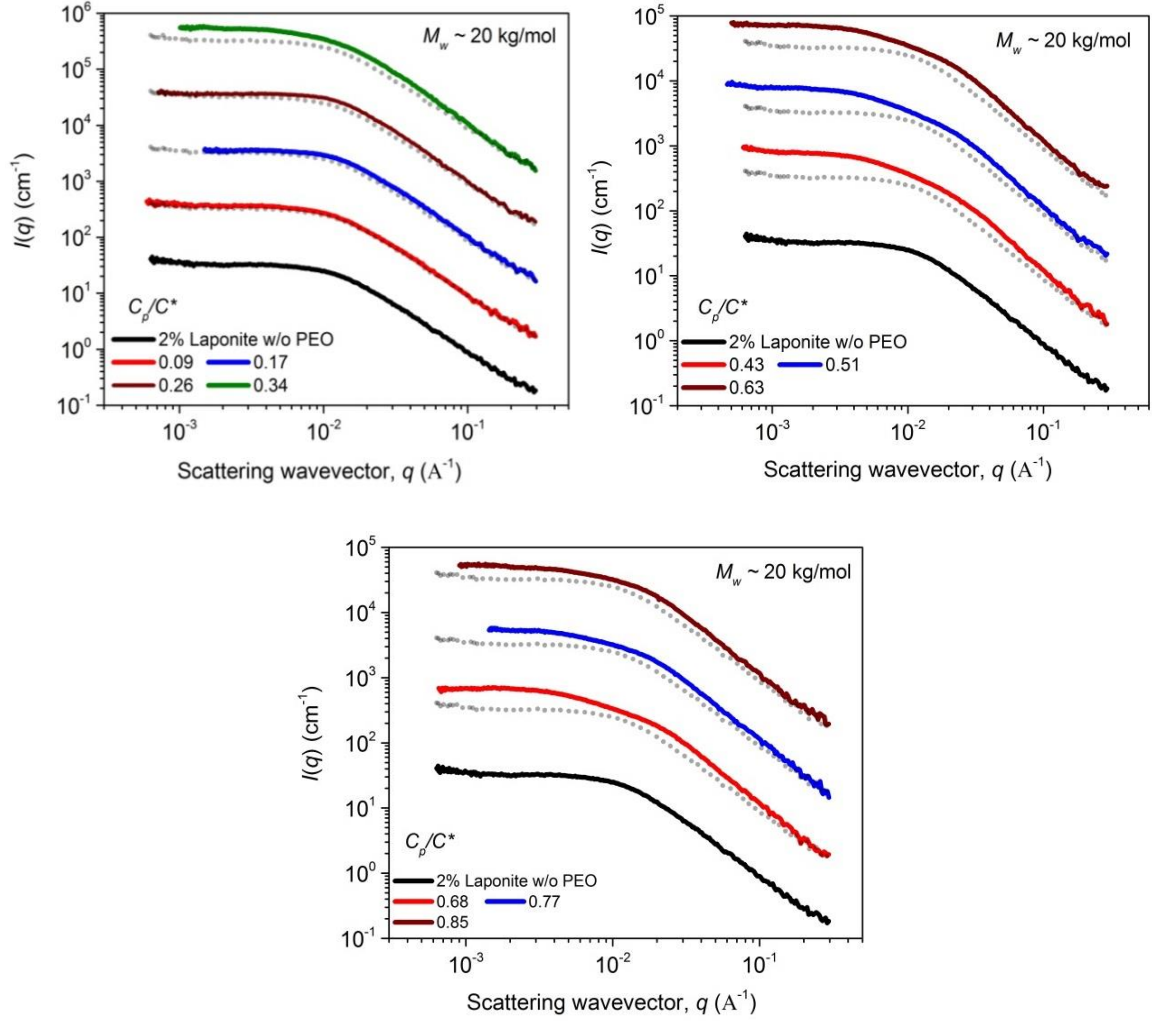 10^6
10^5
10^4
10^3
10^2
10^1
10^0
10^-1
I(q) (cm^-1)
M_w ~ 20 kg/mol
C_p/C*
2% Laponite w/o PEO
0.09 0.17
0.26 0.34
10^-3 10^-2 10^-1
Scattering wavevector, q (A^-1)
10^5
10^4
10^3
10^2
10^1
10^0
10^-1
I(q) (cm^-1)
M_w ~ 20 kg/mol
C_p/C*
2% Laponite w/o PEO
0.43 0.51
0.63
10^-3 10^-2 10^-1
Scattering wavevector, q (A^-1)
10^5
10^4
10^3
10^2
10^1
10^0
10^-1
I(q) (cm^-1)
M_w ~ 20 kg/mol
C_p/C*
2% Laponite w/o PEO
0.68 0.77
0.85
10^-3 10^-2 10^-1
Scattering wavevector, q (A^-1)